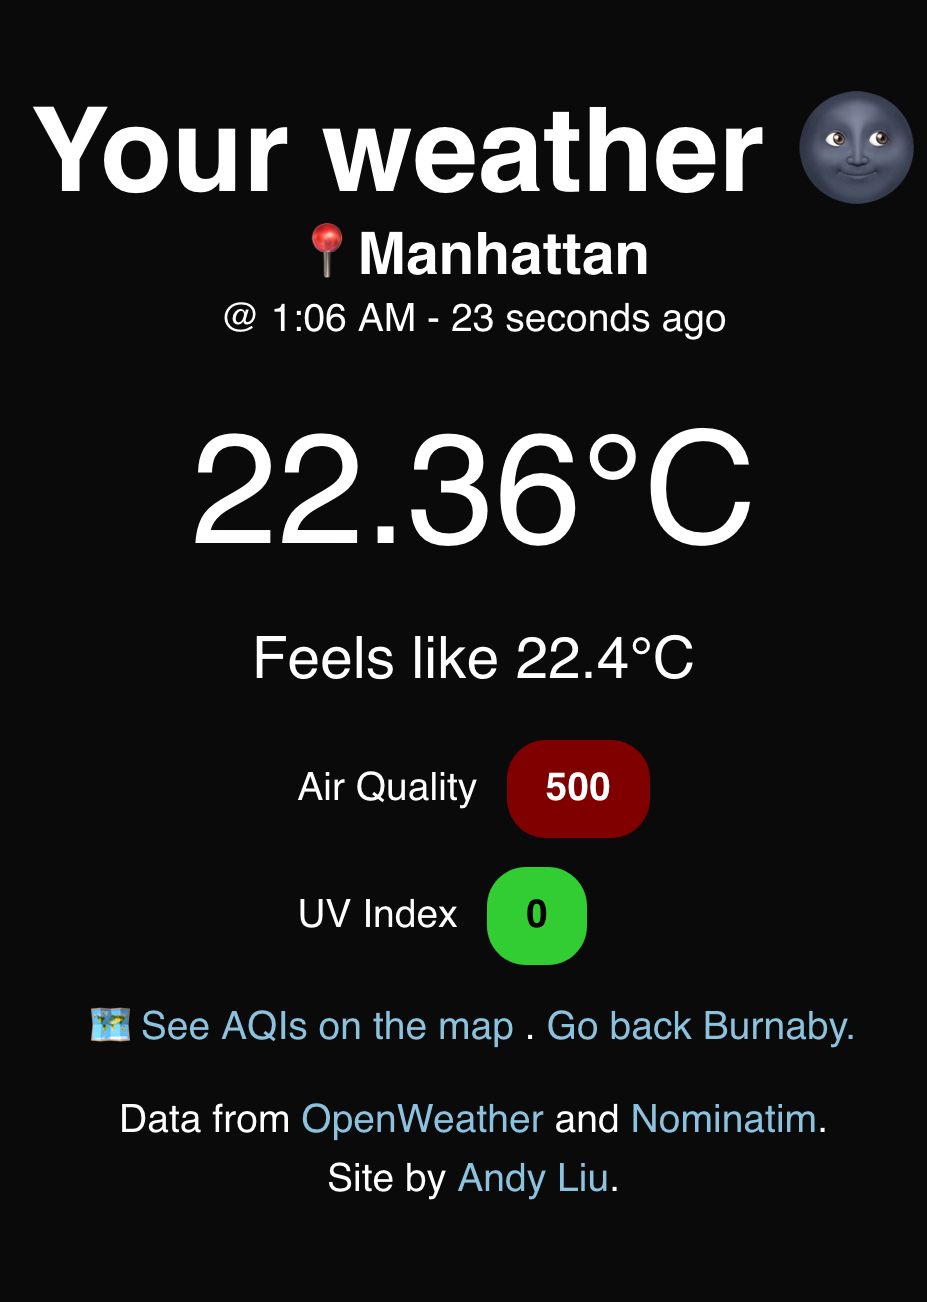 Your weather 🌚
📍Manhattan
@ 1:06 AM - 23 seconds ago
22.36°C
Feels like 22.4°C
Air Quality 500
UV Index 0
🗺️ See AQIs on the map . Go back Burnaby.
Data from OpenWeather and Nominatim.
Site by Andy Liu.